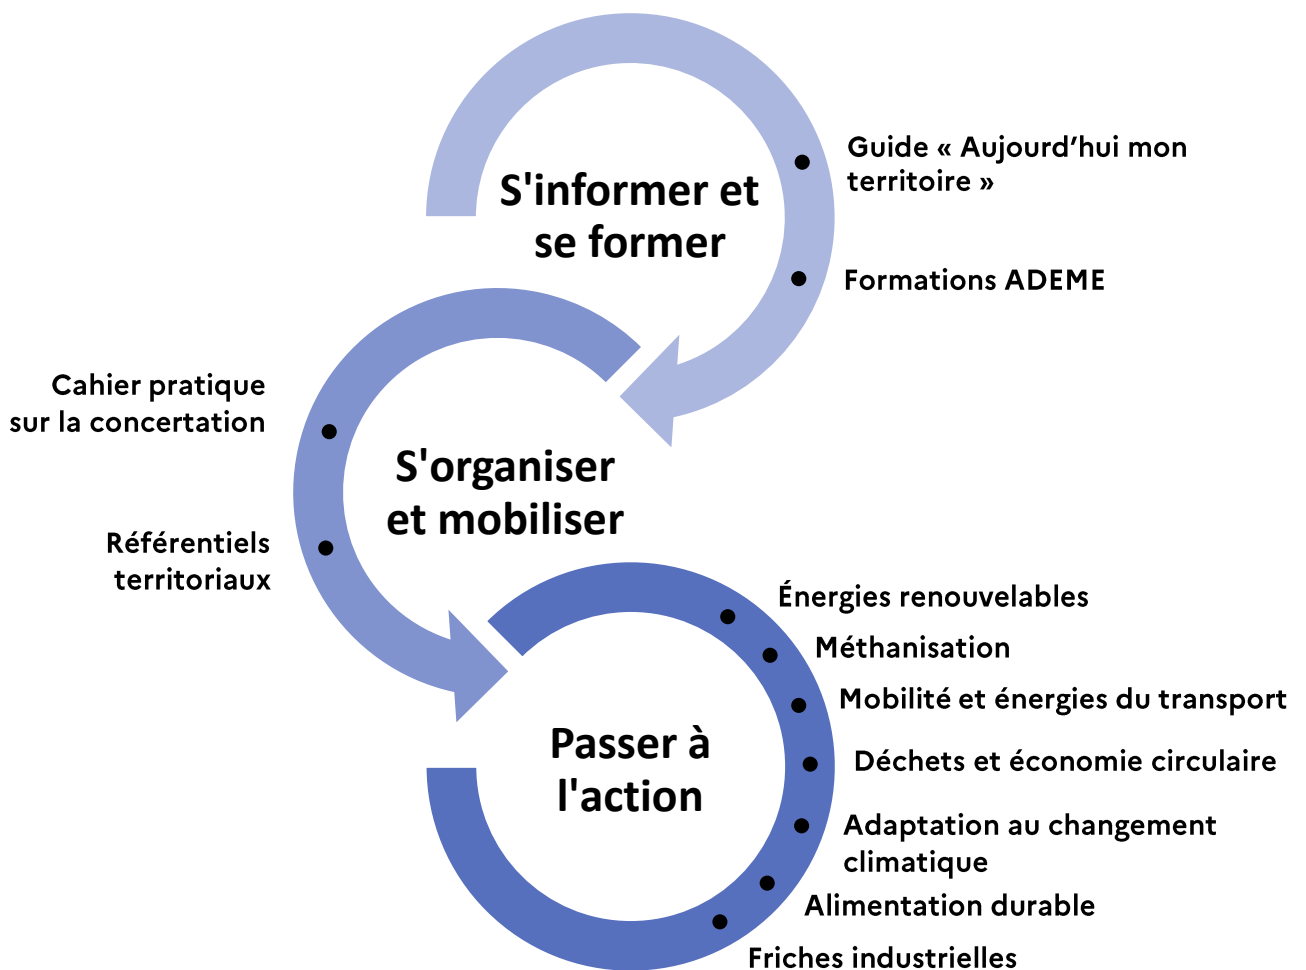 S'informer et
se former
Guide « Aujourd’hui mon
territoire »
Formations ADEME
Cahier pratique
sur la concertation
S'organiser
et mobiliser
Référentiels
territoriaux
Passer à
l'action
Énergies renouvelables
Méthanisation
Mobilité et énergies du transport
Déchets et économie circulaire
Adaptation au changement
climatique
Alimentation durable
Friches industrielles